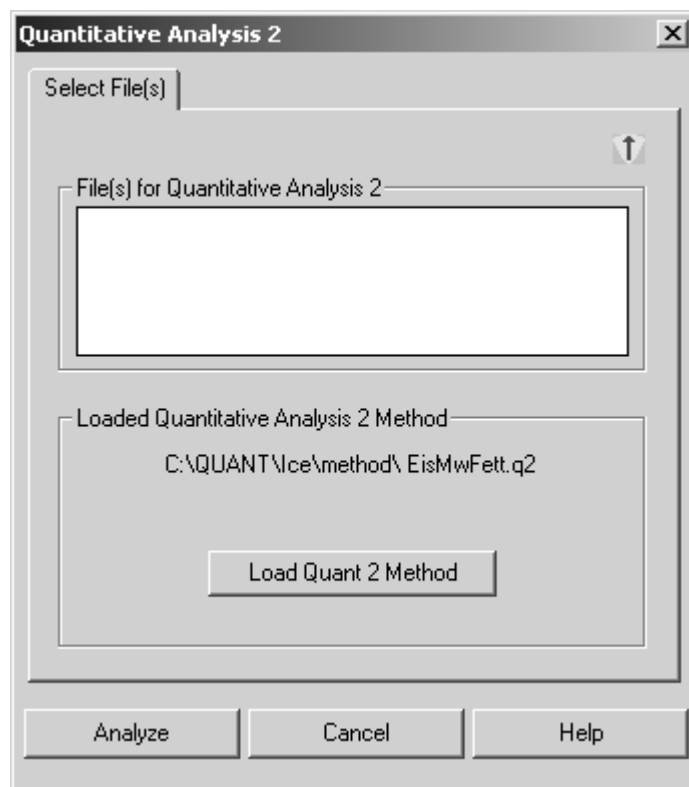 Quantitative Analysis 2
Select File(s)
File(s) for Quantitative Analysis 2
Loaded Quantitative Analysis 2 Method
C:\QUANT\Ice\method\ EisMwFett.q2
Load Quant 2 Method
Analyze Cancel Help